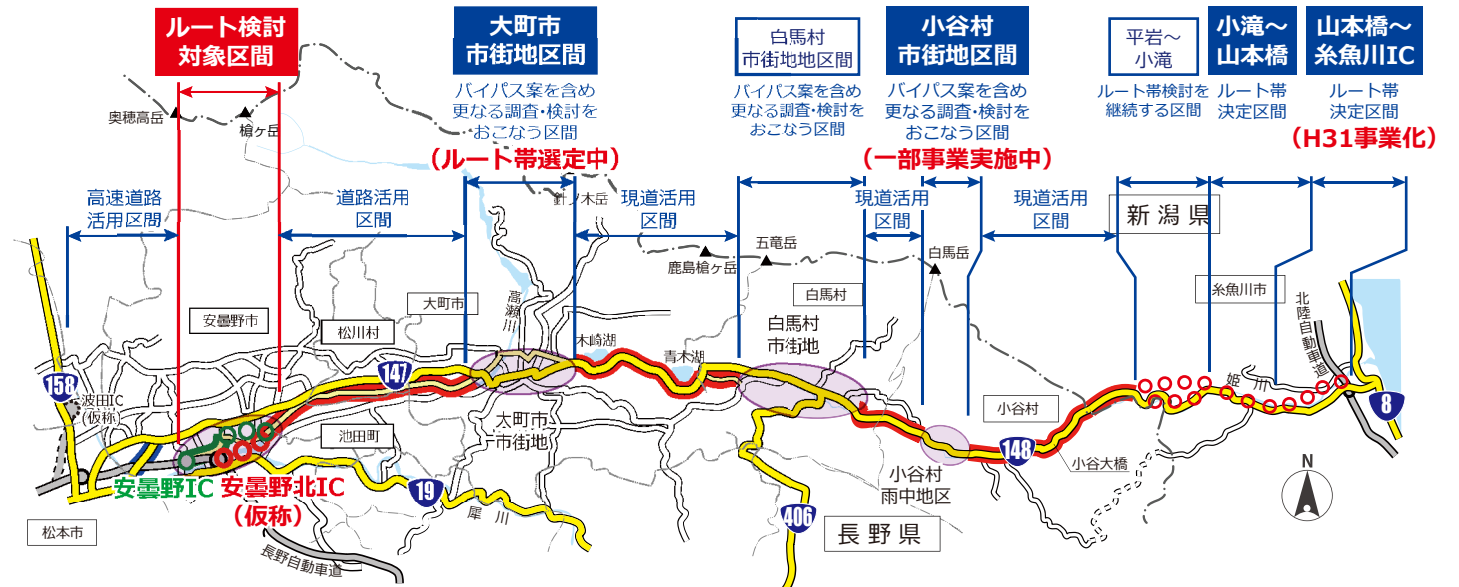 ルート検討
対象区間
大町市
市街地区間
バイパス案を含め
更なる調査・検討を
おこなう区間
(ルート帯選定中)
白馬村
市街地地区間
バイパス案を含め
更なる調査・検討を
おこなう区間
小谷村
市街地区間
バイパス案を含め
更なる調査・検討を
おこなう区間
(一部事業実施中)
平岩～
小滝
ルート帯検討を
継続する区間
小滝～
山本橋
ルート帯
決定区間
山本橋～
糸魚川IC
ルート帯
決定区間
(H31事業化)
奥穂高岳
槍ヶ岳
針ノ木岳
高速道路
活用区間
道路活用
区間
現道活用
区間
現道活用
区間
現道活用
区間
新潟県
鹿島槍ヶ岳
五竜岳
白馬岳
安曇野市
松川村
大町市
高瀬川
木崎湖
青木湖
白馬村
白馬村
市街地
糸魚川市
北陸自動車道
姫川
158
波田IC
(仮称)
147
池田町
大町市
市街地
小谷村
148
小谷大橋
8
安曇野IC
安曇野北IC
(仮称)
19
犀川
406
小谷村
雨中地区
長野県
松本市
長野自動車道
N